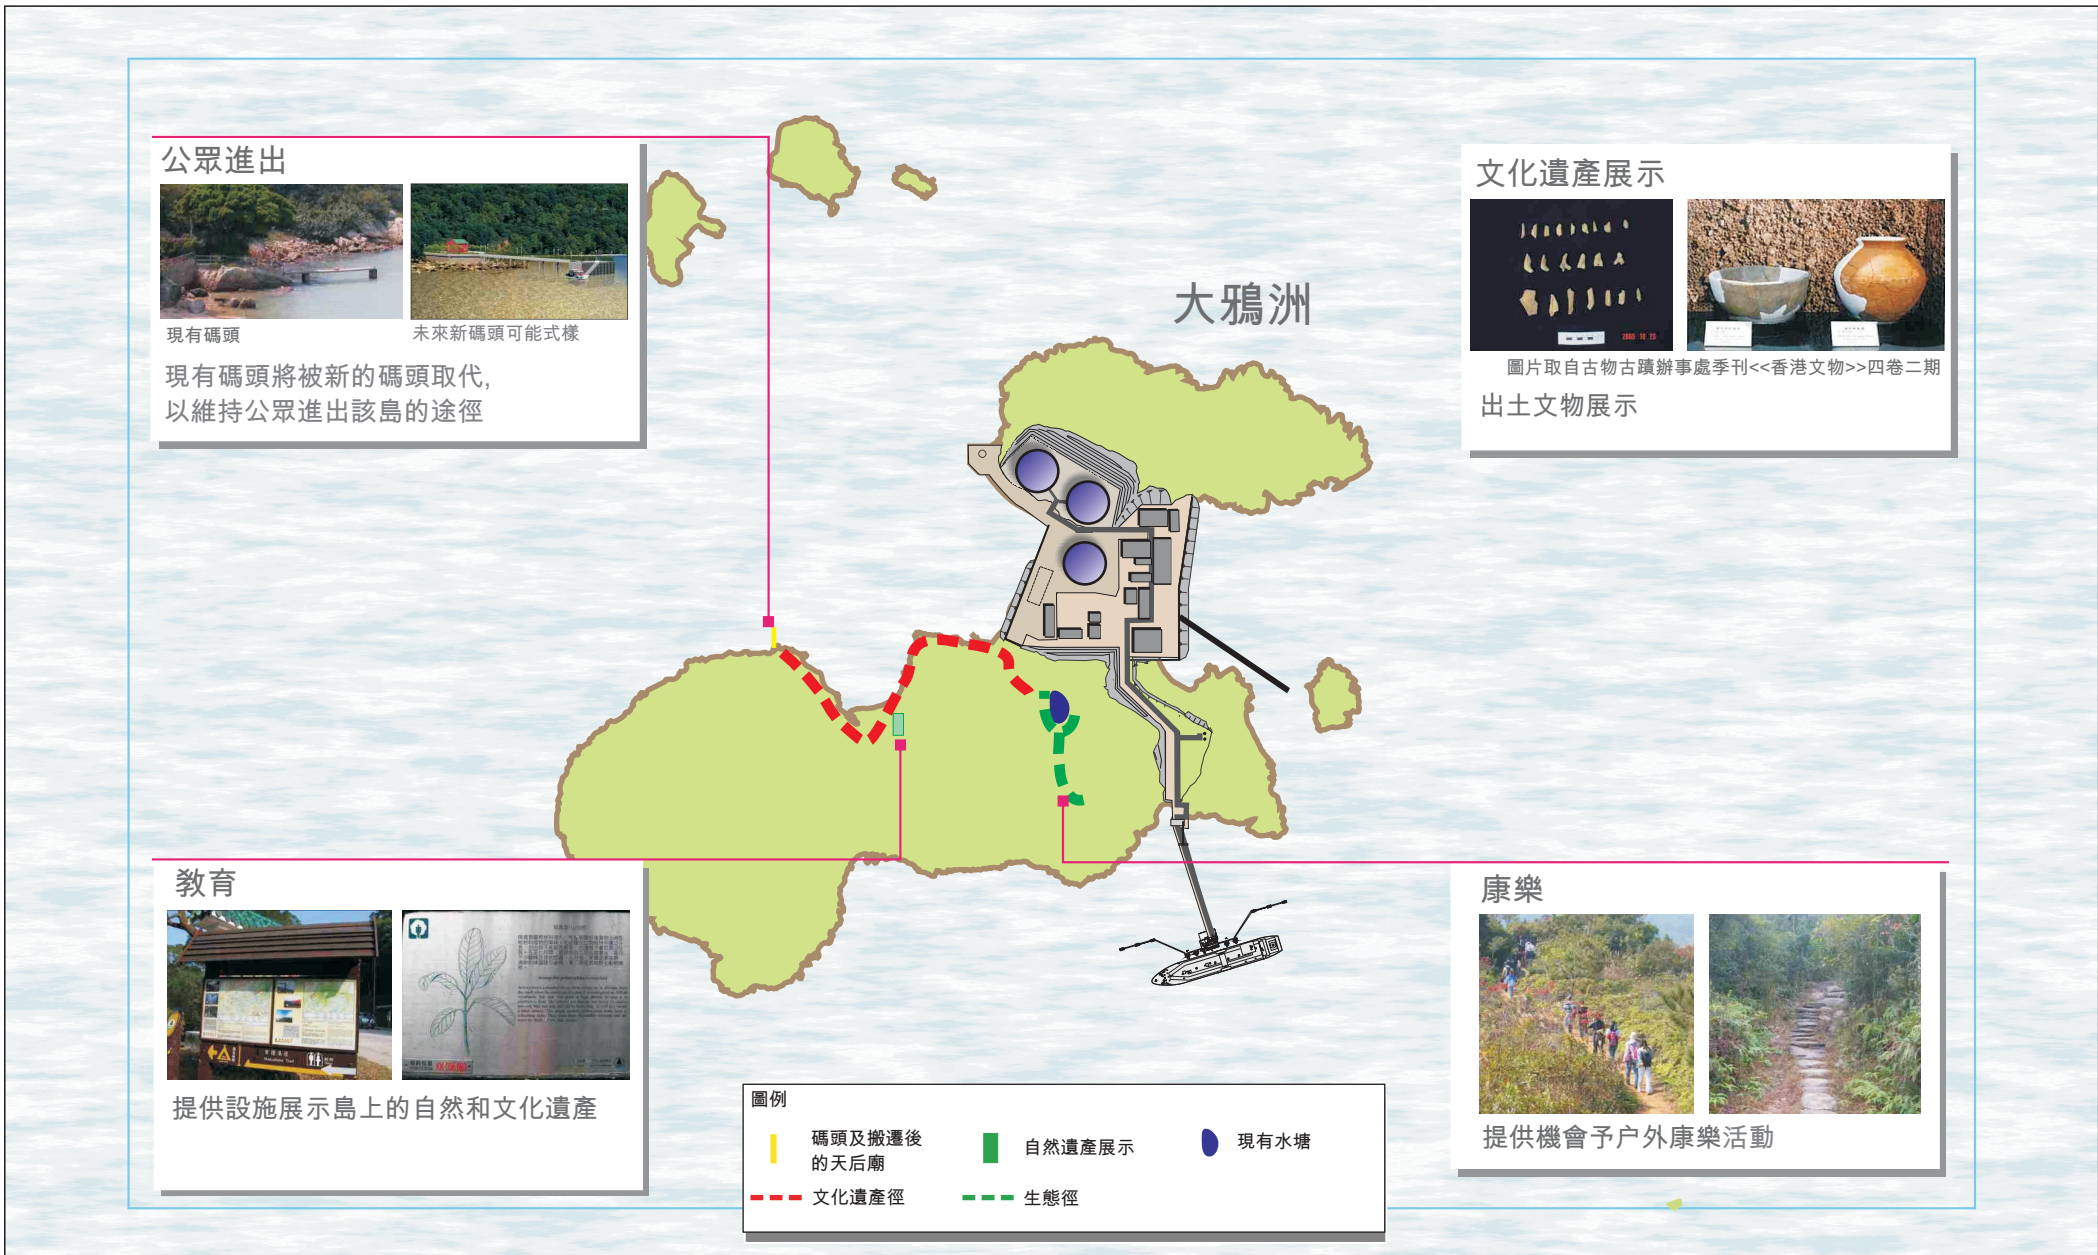 公眾進出
現有碼頭
未來新碼頭可能式樣
現有碼頭將被新的碼頭取代,
以維持公眾進出該島的途徑
文化遺產展示
2005 10 25
圖片取自古物古蹟辦事處季刊<<香港文物>>四卷二期
出土文物展示
大鴉洲
教育
提供設施展示島上的自然和文化遺產
康樂
提供機會予户外康樂活動
圖例
碼頭及搬遷後
的天后廟
自然遺產展示
現有水塘
文化遺產徑
生態徑